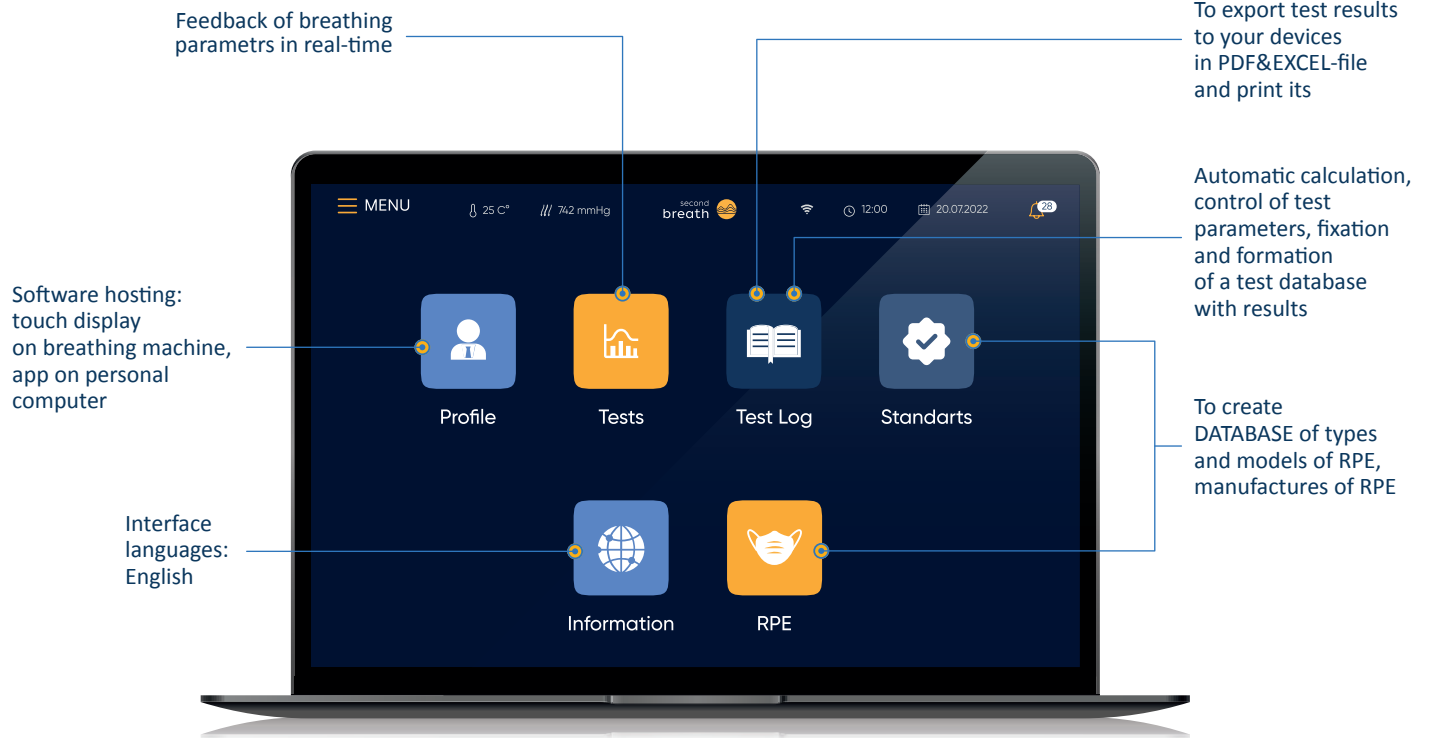 Feedback of breathing
parametrs in real-time
To export test results
to your devices
in PDF&EXCEL-file
and print its
Automatic calculation,
control of test
parameters, fixation
and formation
of a test database
with results
Software hosting:
touch display
on breathing machine,
app on personal
computer
To create
DATABASE of types
and models of RPE,
manufactures of RPE
Interface
languages:
English
MENU
25 C°
742 mmHg
second
breath
12:00
20.07.2022
28
Profile
Tests
Test Log
Standarts
Information
RPE